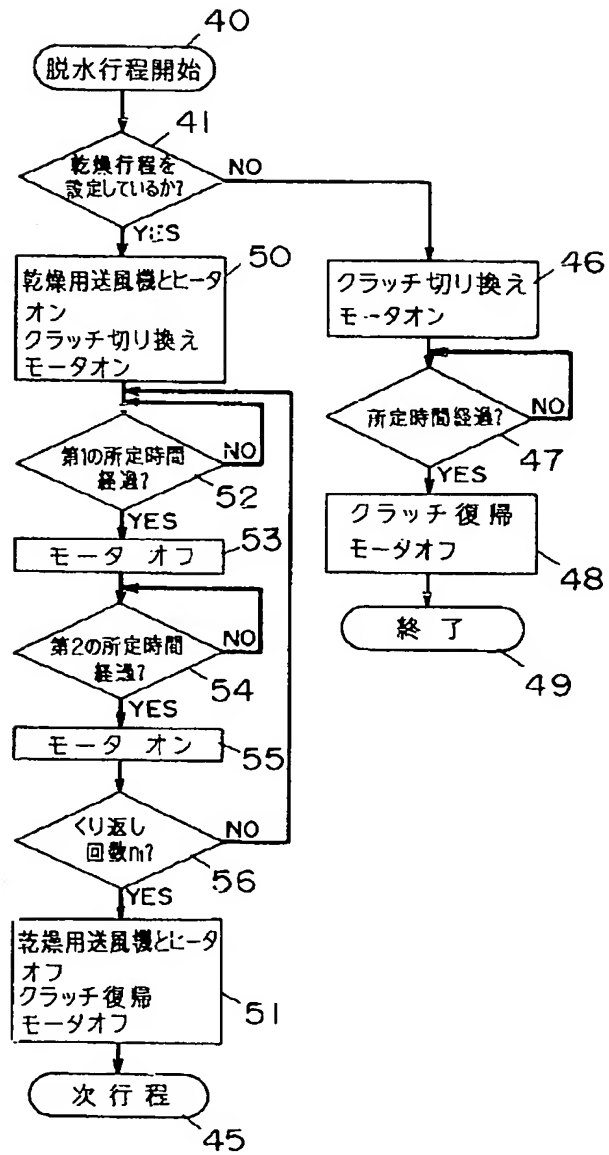 40
脱水行程開始
41
乾燥行程を
設定しているか?
NO
YES
50
乾燥用送風機とヒータ
オン
クラッチ切り換え
モータオン
第1の所定時間
経過?
NO
52
YES
モータ オフ
53
第2の所定時間
経過?
NO
54
YES
モータ オン
55
くり返し
回数n₁?
NO
56
YES
乾燥用送風機とヒータ
オフ
クラッチ復帰
モータオフ
51
次行程
45
46
クラッチ切り換え
モータオン
所定時間経過?
NO
47
YES
クラッチ復帰
モータオフ
48
終了
49